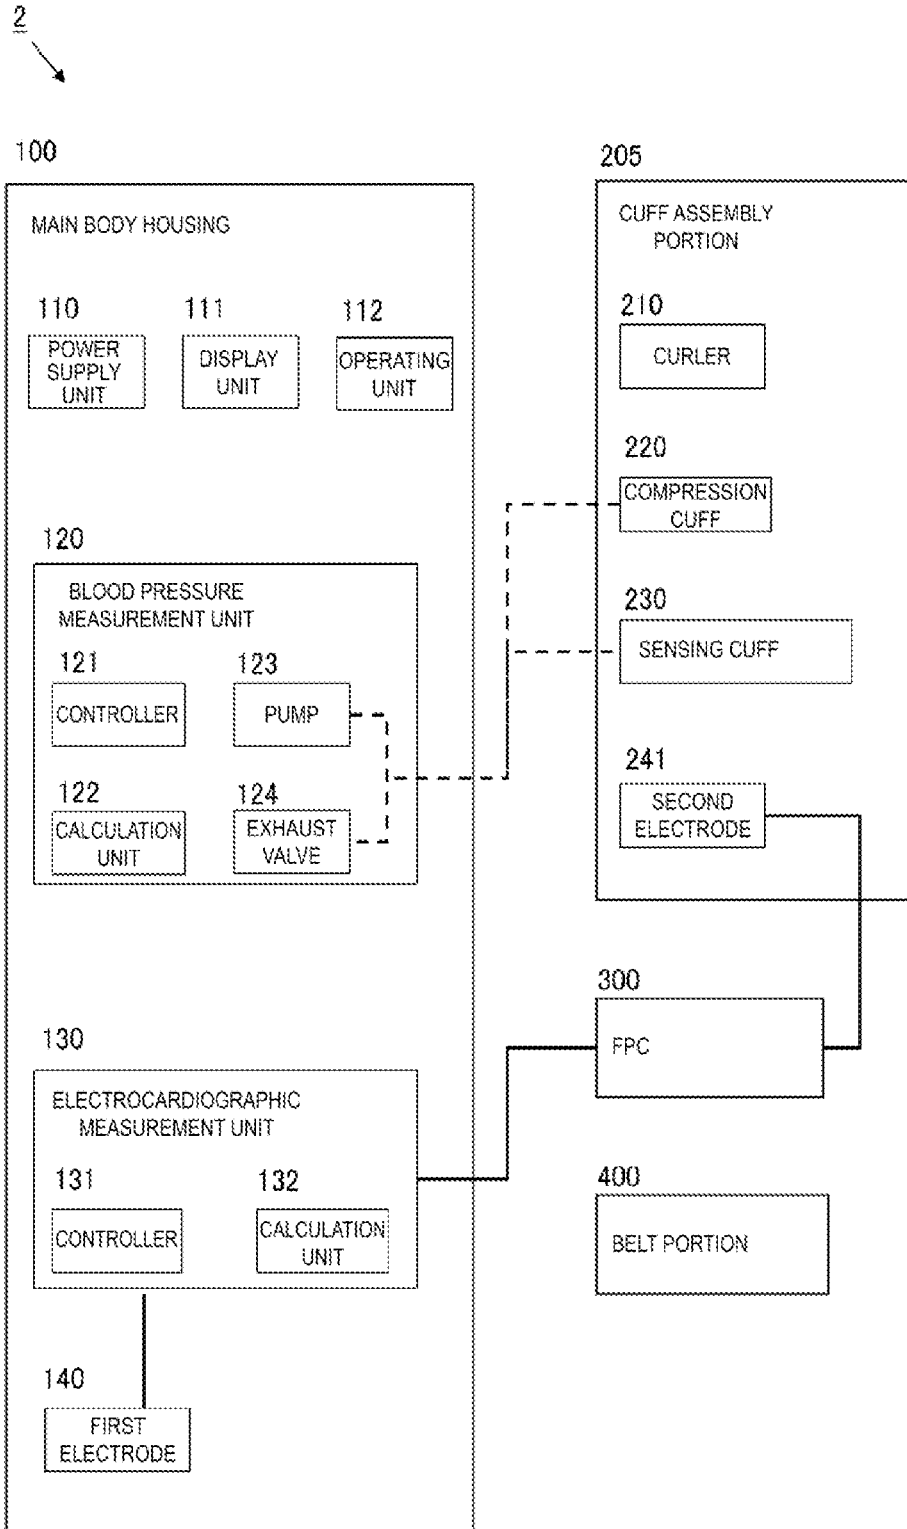 2
100
MAIN BODY HOUSING
110
POWER
SUPPLY
UNIT
111
DISPLAY
UNIT
112
OPERATING
UNIT
120
BLOOD PRESSURE
MEASUREMENT UNIT
121
CONTROLLER
123
PUMP
122
CALCULATION
UNIT
124
EXHAUST
VALVE
130
ELECTROCARDIOGRAPHIC
MEASUREMENT UNIT
131
CONTROLLER
132
CALCULATION
UNIT
140
FIRST
ELECTRODE
205
CUFF ASSEMBLY
PORTION
210
CURLER
220
COMPRESSION
CUFF
230
SENSING CUFF
241
SECOND
ELECTRODE
300
FPC
400
BELT PORTION